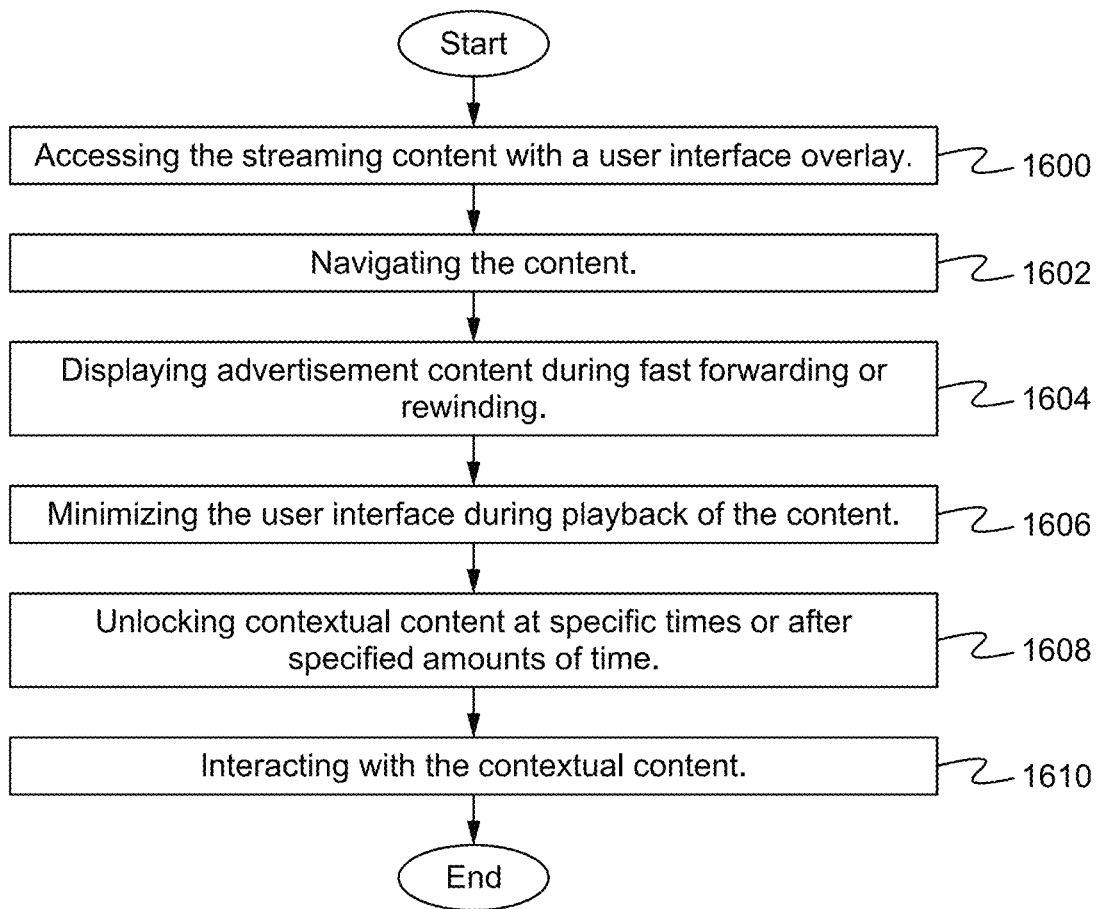 Start
Accessing the streaming content with a user interface overlay.
1600
Navigating the content.
1602
Displaying advertisement content during fast forwarding or
rewinding.
1604
Minimizing the user interface during playback of the content.
1606
Unlocking contextual content at specific times or after
specified amounts of time.
1608
Interacting with the contextual content.
1610
End